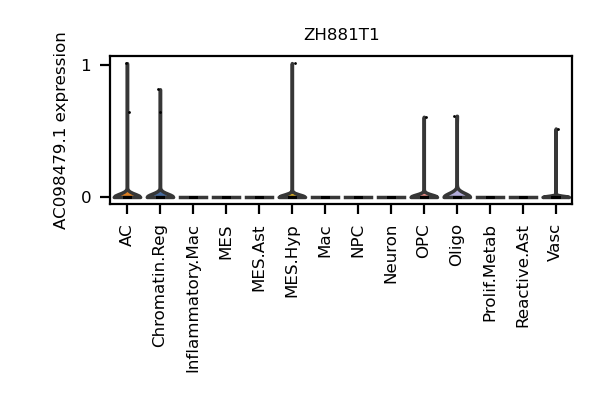 ZH881T1
AC098479.1 expression
1
0
AC
Chromatin.Reg
Inflammatory.Mac
MES
MES.Ast
MES.Hyp
Mac
NPC
Neuron
OPC
Oligo
Prolif.Metab
Reactive.Ast
Vasc